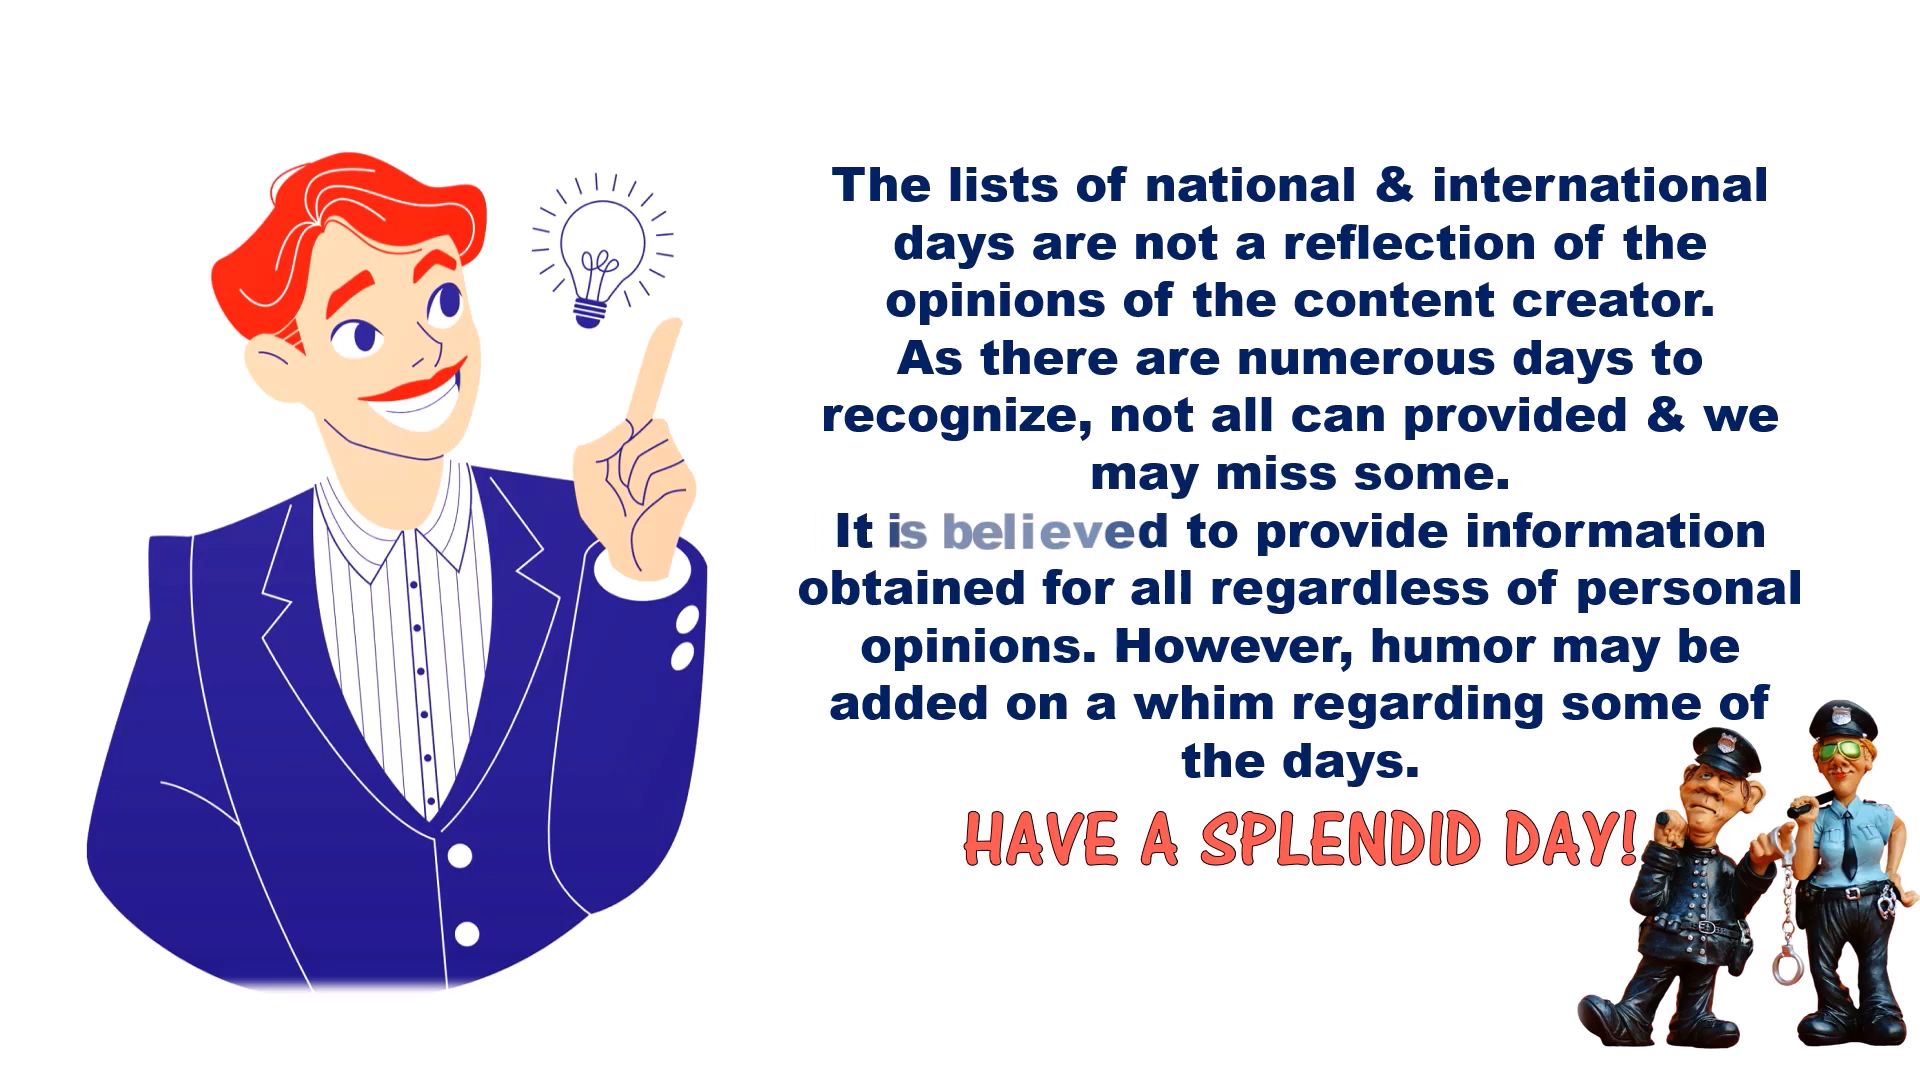 The lists of national & international
days are not a reflection of the
opinions of the content creator.
As there are numerous days to
recognize, not all can provided & we
may miss some.
It is believed to provide information
obtained for all regardless of personal
opinions. However, humor may be
added on a whim regarding some of
the days.
HAVE A SPLENDID DAY!